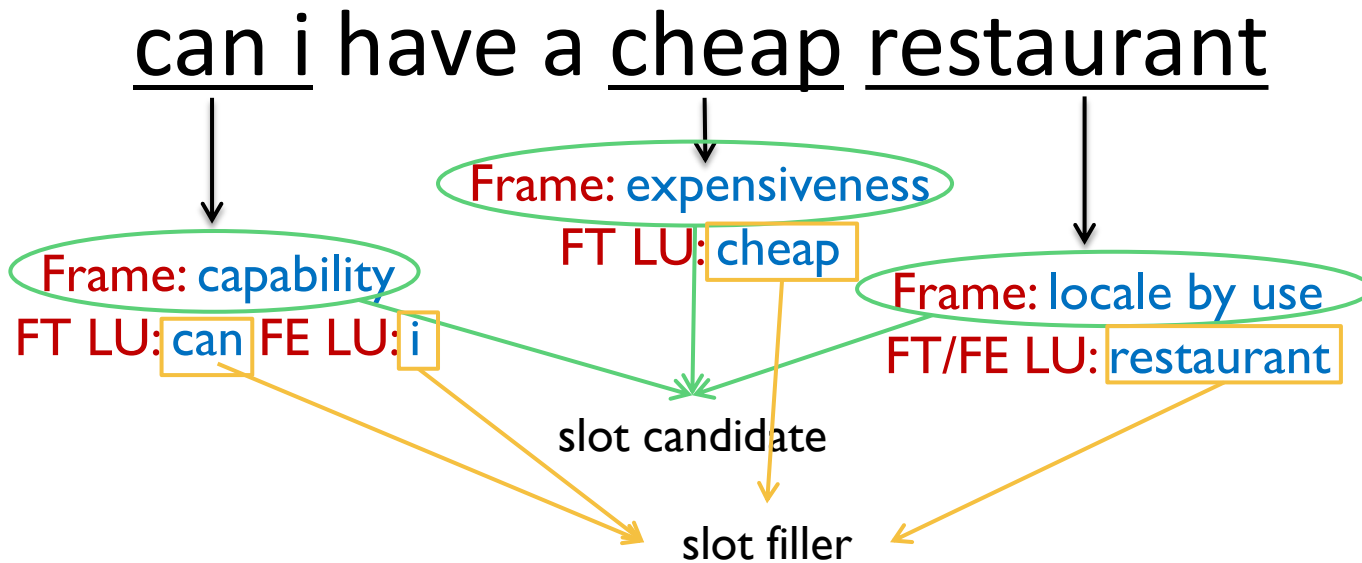 can i have a cheap restaurant
Frame: expensiveness
FT LU: cheap
Frame: capability
FT LU: can FE LU: i
Frame: locale by use
FT/FE LU: restaurant
slot candidate
slot filler